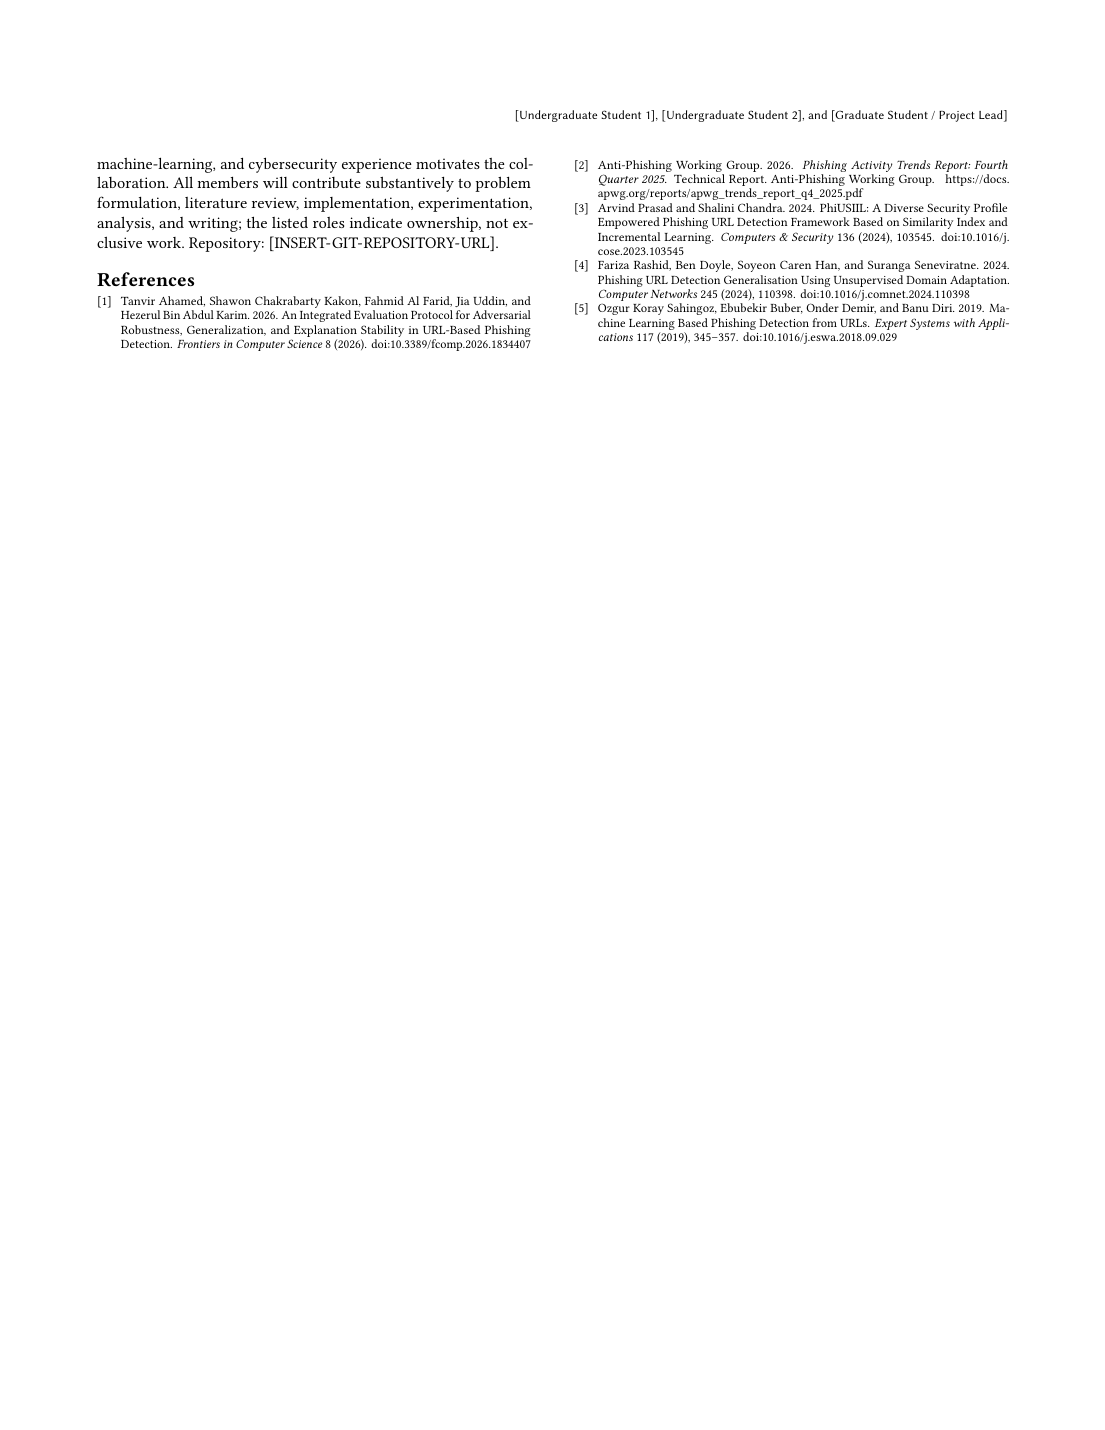 [Undergraduate Student 1], [Undergraduate Student 2], and [Graduate Student / Project Lead]
machine-learning, and cybersecurity experience motivates the col-
laboration. All members will contribute substantively to problem
formulation, literature review, implementation, experimentation,
analysis, and writing; the listed roles indicate ownership, not ex-
clusive work. Repository: [INSERT-GIT-REPOSITORY-URL].
References
[1] Tanvir Ahamed, Shawon Chakrabarty Kakon, Fahmid Al Farid, Jia Uddin, and
Hezerul Bin Abdul Karim. 2026. An Integrated Evaluation Protocol for Adversarial
Robustness, Generalization, and Explanation Stability in URL-Based Phishing
Detection. Frontiers in Computer Science 8 (2026). doi:10.3389/fcomp.2026.1834407
[2] Anti-Phishing Working Group. 2026. Phishing Activity Trends Report: Fourth
Quarter 2025. Technical Report. Anti-Phishing Working Group. https://docs.
apwg.org/reports/apwg_trends_report_q4_2025.pdf
[3] Arvind Prasad and Shalini Chandra. 2024. PhiUSIIL: A Diverse Security Profile
Empowered Phishing URL Detection Framework Based on Similarity Index and
Incremental Learning. Computers & Security 136 (2024), 103545. doi:10.1016/j.
cose.2023.103545
[4] Fariza Rashid, Ben Doyle, Soyeon Caren Han, and Suranga Seneviratne. 2024.
Phishing URL Detection Generalisation Using Unsupervised Domain Adaptation.
Computer Networks 245 (2024), 110398. doi:10.1016/j.comnet.2024.110398
[5] Ozgur Koray Sahingoz, Ebubekir Buber, Onder Demir, and Banu Diri. 2019. Ma-
chine Learning Based Phishing Detection from URLs. Expert Systems with Appli-
cations 117 (2019), 345–357. doi:10.1016/j.eswa.2018.09.029